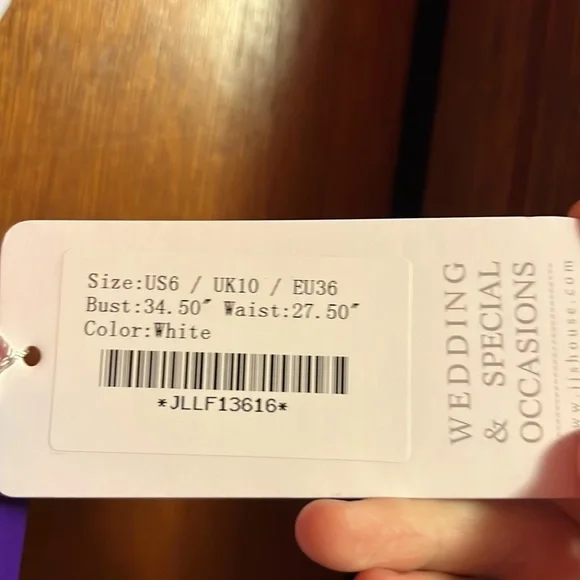 Size:US6 / UK10 / EU36
Bust:34.50″ Waist:27.50″
Color:White
*JLLF13616*
WEDDING
& SPECIAL
OCCASIONS